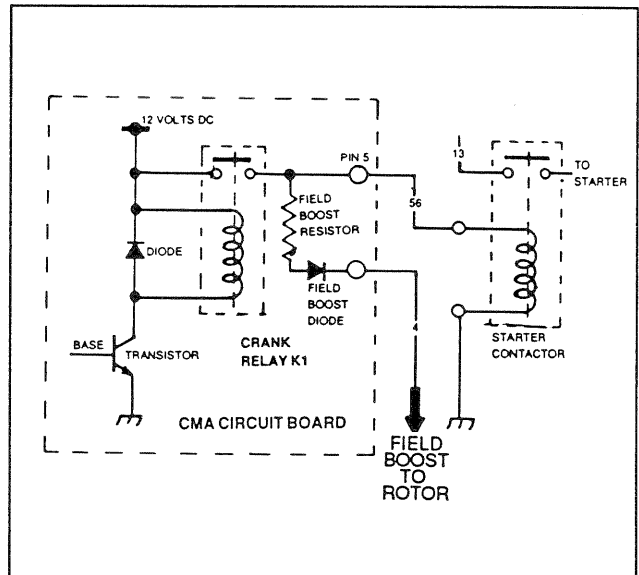 12 VOLTS DC
PIN 5
13
TO
STARTER
56
FIELD
BOOST
RESISTOR
DIODE
FIELD
BOOST
DIODE
4
BASE
TRANSISTOR
CRANK
RELAY K1
STARTER
CONTACTOR
CMA CIRCUIT BOARD
FIELD
BOOST
TO
ROTOR